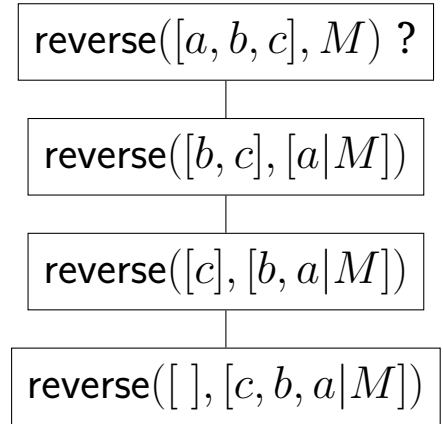 reverse([a, b, c], M) ?
reverse([b, c], [a|M])
reverse([c], [b, a|M])
reverse([ ], [c, b, a|M])